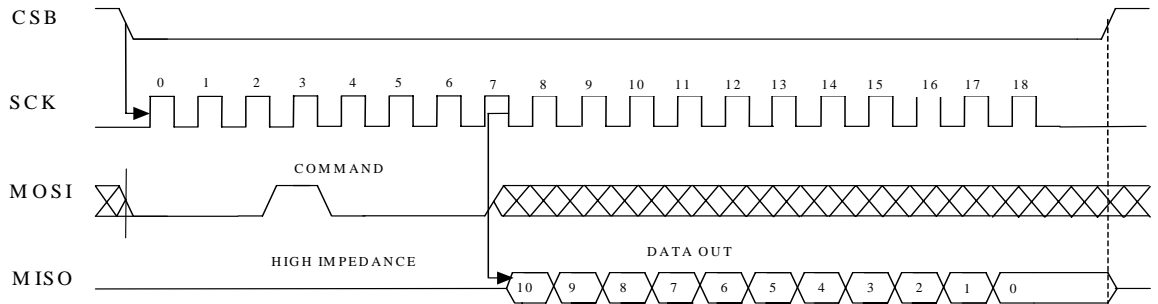 CSB
0 1 2 3 4 5 6 7 8 9 10 11 12 13 14 15 16 17 18
SCK
COMMAND
MOSI
HIGH IMPEDANCE
DATA OUT
MISO
10 9 8 7 6 5 4 3 2 1 0